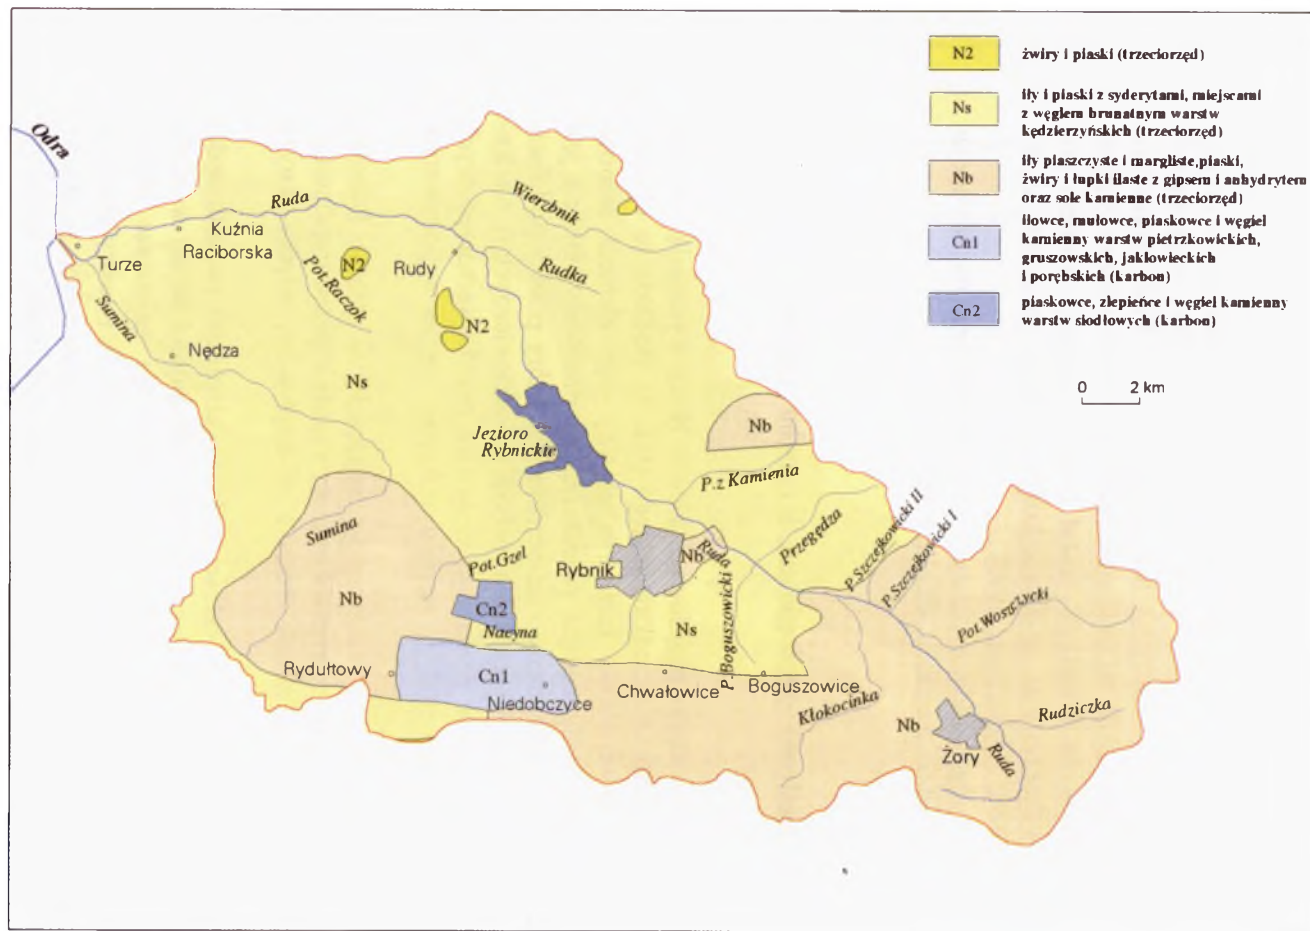 N2
żwiry i piaski (trzeciorzęd)
Ns
iły i piaski z syderytami, miejscami
z węglem brunatnym warstw
kędzierzyńskich (trzeciorzęd)
Nb
iły piaszczyste i margliste,piaski,
żwiry i łupki ilaste z gipsem i anhydrytem
oraz sole kamienne (trzeciorzęd)
Cn1
iłowce, mułowce, piaskowce i węgiel
kamienny warstw pietrzkowickich,
gruszowskich, jaklowieckich
i porębskich (karbon)
Cn2
piaskowce, zlepieńce i węgiel kamienny
warstw siodłowych (karbon)
0 2 km
Odra
Ruda
Wierzbnik
Kuźnia
Raciborska
Turze
N2
Rudy
Rudka
Pot.Raczok
Sumina
N2
Nędza
Ns
Jezioro
Rybnickie
Nb
P.z Kamienia
Sumina
Przegędza
P.Szczejkowicki II
P.Szczejkowicki I
Pot.Gzel
Rybnik
Nb
Ruda
Nb
Cn2
Nacyna
Ns
P. Boguszowicki
Pot.Woszczycki
Rydułtowy
Cn1
Niedobczyce
Chwałowice
Boguszowice
Kłokocinka
Nb
Rudziczka
Żory
Ruda